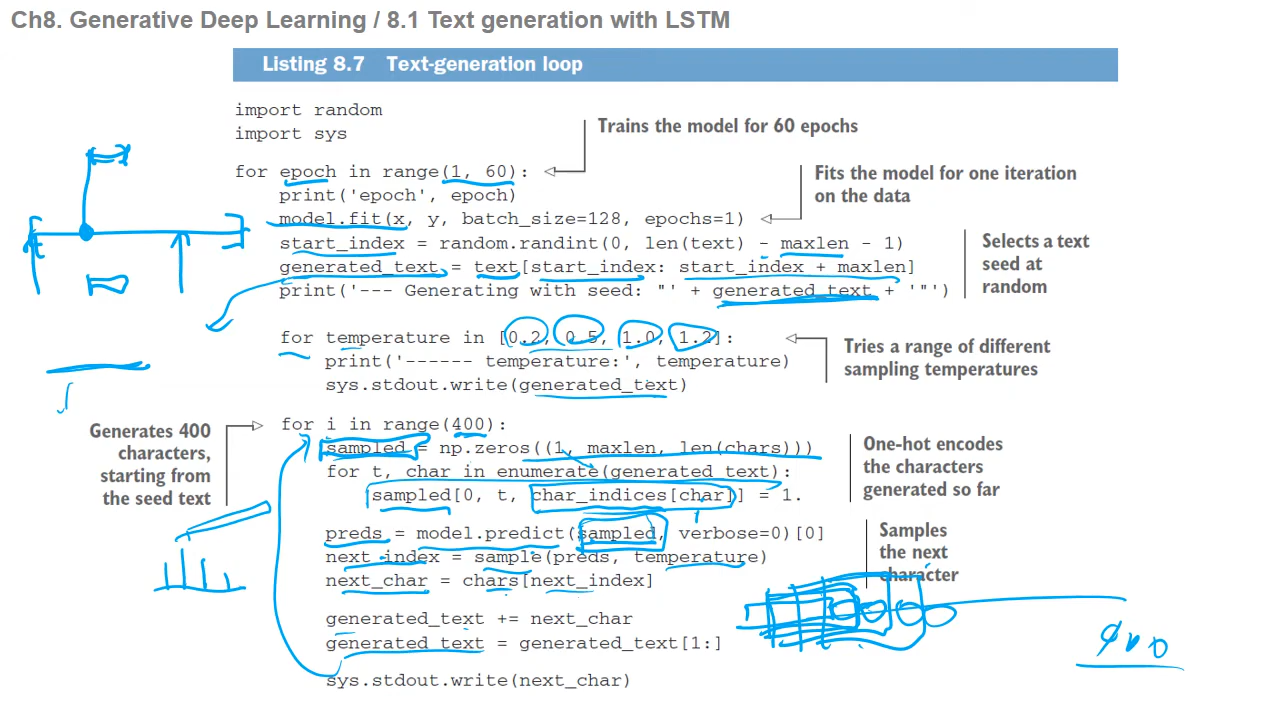 Ch8. Generative Deep Learning / 8.1 Text generation with LSTM
Listing 8.7 Text-generation loop
import random
import sys
Trains the model for 60 epochs
for epoch in range(1, 60):
print('epoch', epoch)
model.fit(x, y, batch_size=128, epochs=1)
Fits the model for one iteration
on the data
start_index = random.randint(0, len(text) - maxlen - 1)
generated_text = text[start_index: start_index + maxlen]
print('--- Generating with seed: "' + generated_text + '"')
Selects a text
seed at
random
for temperature in [0.2, 0.5, 1.0, 1.2]:
print('------ temperature:', temperature)
sys.stdout.write(generated_text)
Tries a range of different
sampling temperatures
Generates 400
characters,
starting from
the seed text
for i in range(400):
sampled = np.zeros((1, maxlen, len(chars)))
for t, char in enumerate(generated_text):
sampled[0, t, char_indices[char]] = 1.
One-hot encodes
the characters
generated so far
preds = model.predict(sampled, verbose=0)[0]
next_index = sample(preds, temperature)
next_char = chars[next_index]
Samples
the next
character
generated_text += next_char
generated_text = generated_text[1:]
sys.stdout.write(next_char)